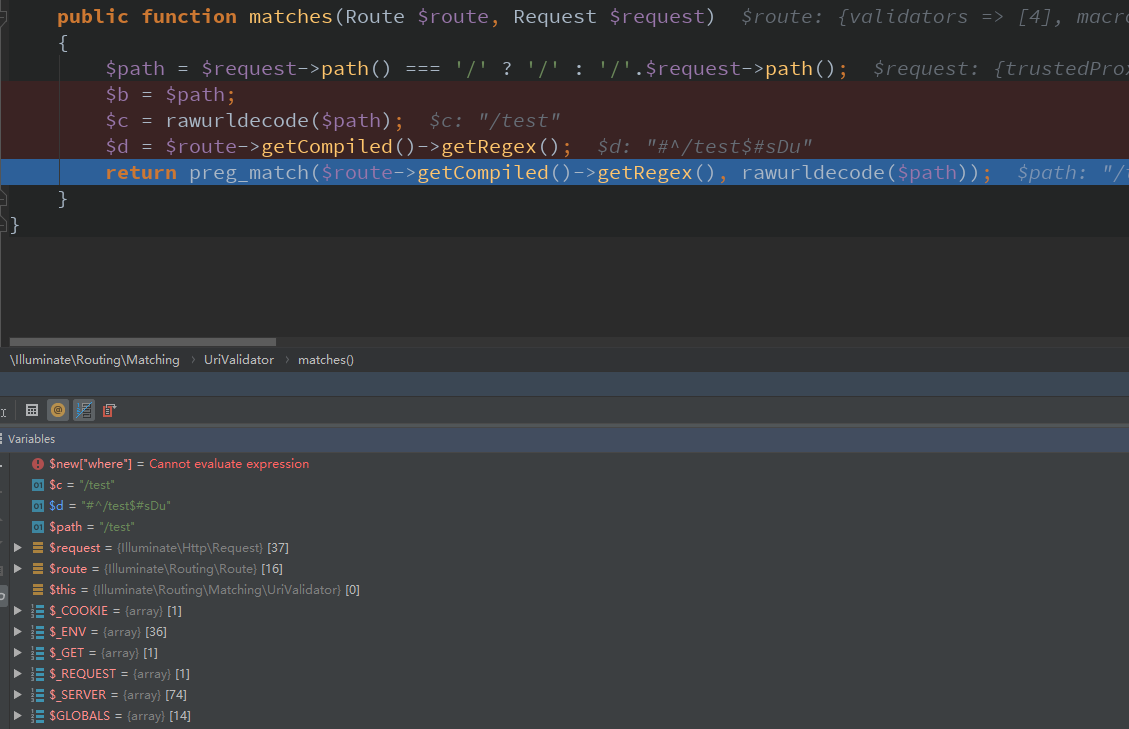 public function matches(Route $route, Request $request)  $route: {validators => [4], macro
{
$path = $request->path() === '/' ? '/' : '/'.$request->path();  $request: {trustedProx
$b = $path;
$c = rawurldecode($path);  $c: "/test"
$d = $route->getCompiled()->getRegex();  $d: "#^/test$#sDu"
return preg_match($route->getCompiled()->getRegex(), rawurldecode($path));  $path: "/t
}
}
\Illuminate\Routing\Matching › UriValidator › matches()
Variables
$new["where"] = Cannot evaluate expression
$c = "/test"
$d = "#^/test$#sDu"
$path = "/test"
$request = {Illuminate\Http\Request} [37]
$route = {Illuminate\Routing\Route} [16]
$this = {Illuminate\Routing\Matching\UriValidator} [0]
$_COOKIE = {array} [1]
$_ENV = {array} [36]
$_GET = {array} [1]
$_REQUEST = {array} [1]
$_SERVER = {array} [74]
$GLOBALS = {array} [14]